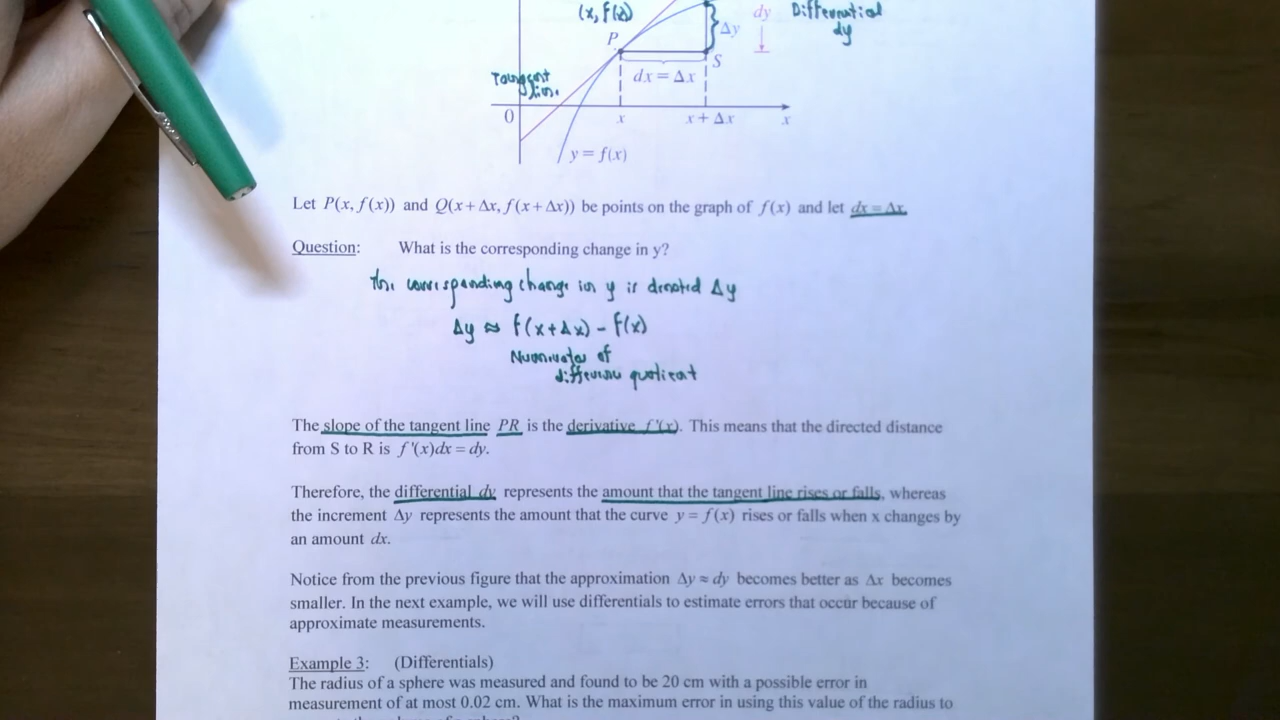 (x, f(x)) dy Differential
P Δy dy
S
Tangent dx = Δx
line.
0 x x + Δx x
y = f(x)
Let P(x, f(x)) and Q(x + Δx, f(x + Δx)) be points on the graph of f(x) and let dx = Δx.
Question: What is the corresponding change in y?
the corresponding change in y is denoted Δy
Δy ≈ f(x+Δx) - f(x)
Numerator of
difference quotient
The slope of the tangent line PR is the derivative f'(x). This means that the directed distance
from S to R is f'(x)dx = dy.
Therefore, the differential dy represents the amount that the tangent line rises or falls, whereas
the increment Δy represents the amount that the curve y = f(x) rises or falls when x changes by
an amount dx.
Notice from the previous figure that the approximation Δy ≈ dy becomes better as Δx becomes
smaller. In the next example, we will use differentials to estimate errors that occur because of
approximate measurements.
Example 3: (Differentials)
The radius of a sphere was measured and found to be 20 cm with a possible error in
measurement of at most 0.02 cm. What is the maximum error in using this value of the radius to